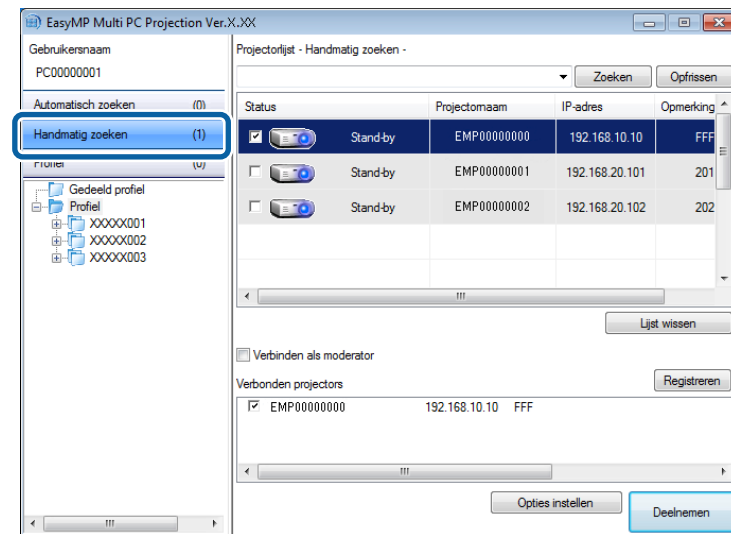 EasyMP Multi PC Projection Ver.X.XX
Gebruikersnaam
PC00000001
Automatisch zoeken (0)
Handmatig zoeken (1)
Profiel (0)
Gedeeld profiel
Profiel
XXXXX001
XXXXX002
XXXXX003
Projectorlijst - Handmatig zoeken -
Zoeken Opfrissen
Status Projectornaam IP-adres Opmerking
Stand-by EMP00000000 192.168.10.10 FFF
Stand-by EMP00000001 192.168.20.101 201
Stand-by EMP00000002 192.168.20.102 202
Lijst wissen
Verbinden als moderator
Verbonden projectors Registreren
EMP00000000 192.168.10.10 FFF
Opties instellen Deelnemen